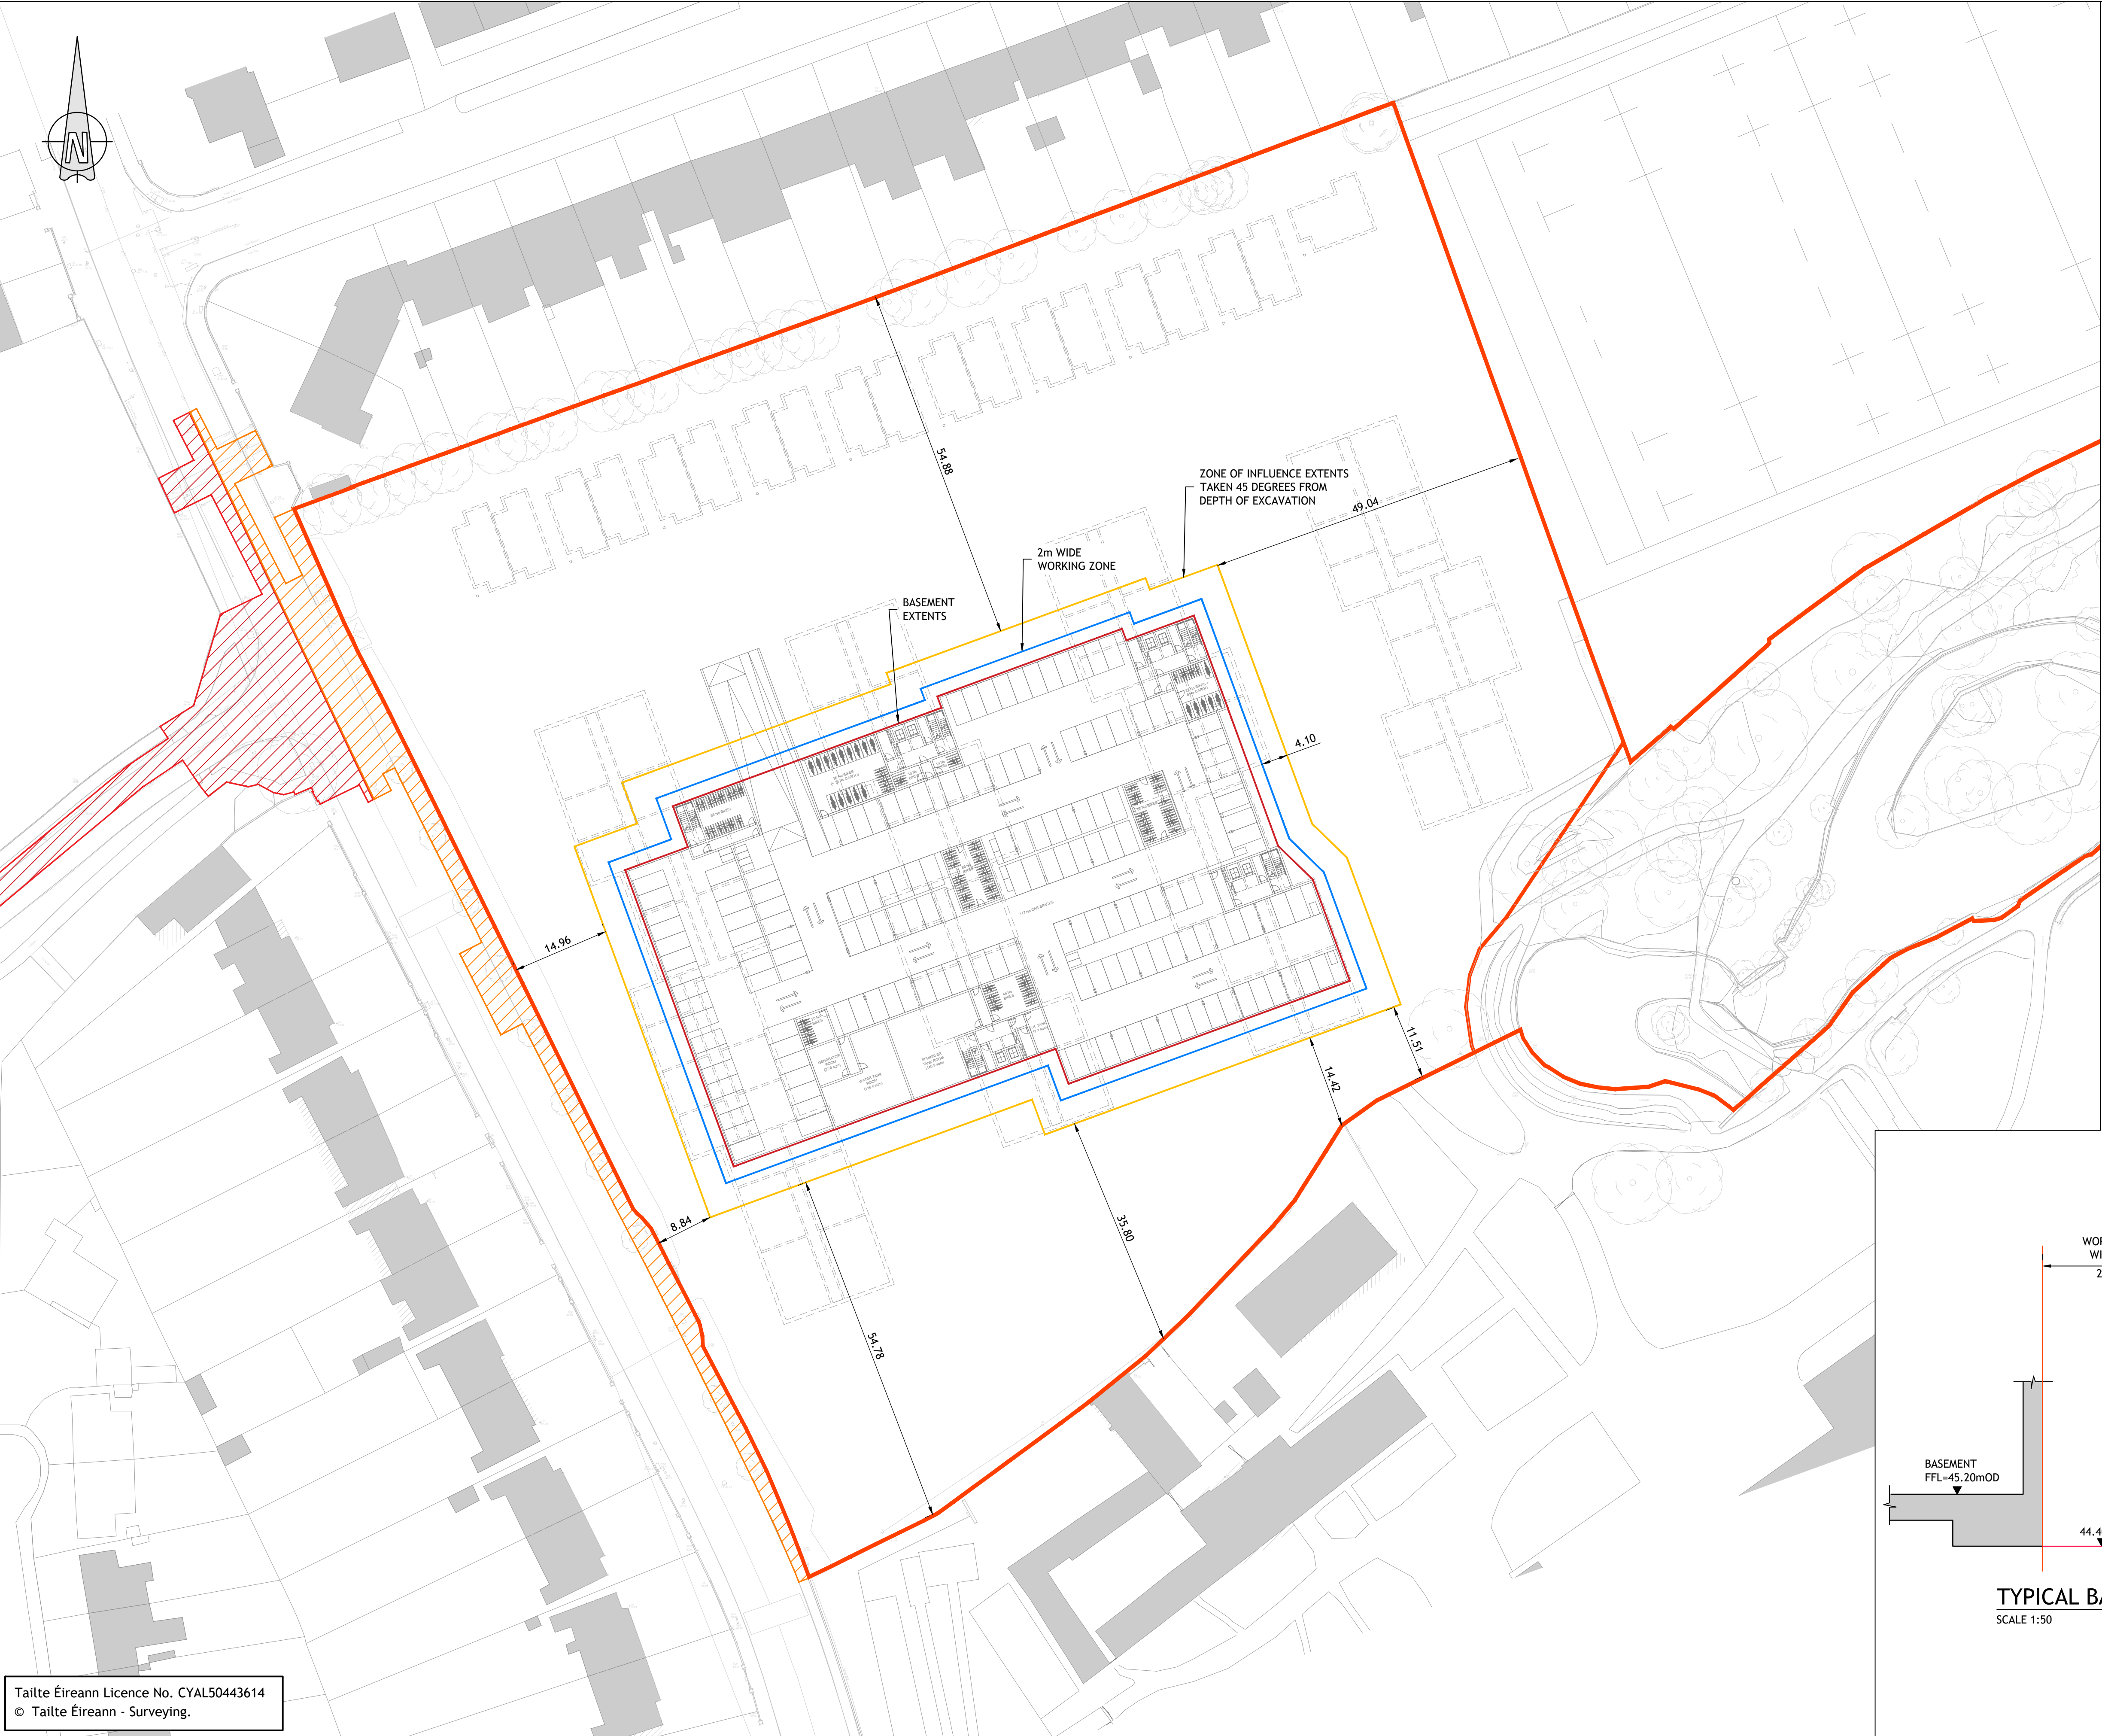 N
54.88
ZONE OF INFLUENCE EXTENTS
TAKEN 45 DEGREES FROM
DEPTH OF EXCAVATION
49.04
2m WIDE
WORKING ZONE
BASEMENT
EXTENTS
4.10
14.96
11.51
14.42
8.84
35.80
54.78
BASEMENT
FFL=45.20mOD
TYPICAL
SCALE 1:50
Tailte Éireann Licence No. CYAL50443614
© Tailte Éireann - Surveying.